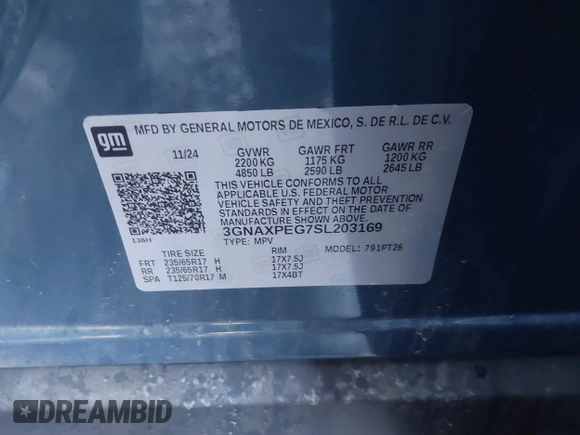 gm
MFD BY GENERAL MOTORS DE MEXICO, S. DE R.L. DE C.V.
11/24 GVWR GAWR FRT GAWR RR
2200 KG 1175 KG 1200 KG
4850 LB 2590 LB 2645 LB
THIS VEHICLE CONFORMS TO ALL
APPLICABLE U.S. FEDERAL MOTOR
VEHICLE SAFETY AND THEFT PREVENTION
STANDARDS IN EFFECT ON THE DATE OF
MANUFACTURE SHOWN ABOVE.
3GNAXPEG7SL203169
136H TYPE: MPV MODEL: 791PT26
TIRE SIZE RIM
FRT 235/65R17 H 17X7.5J
RR 235/65R17 H 17X7.5J
SPA T125/70R17 M 17X4BT
DREAMBID